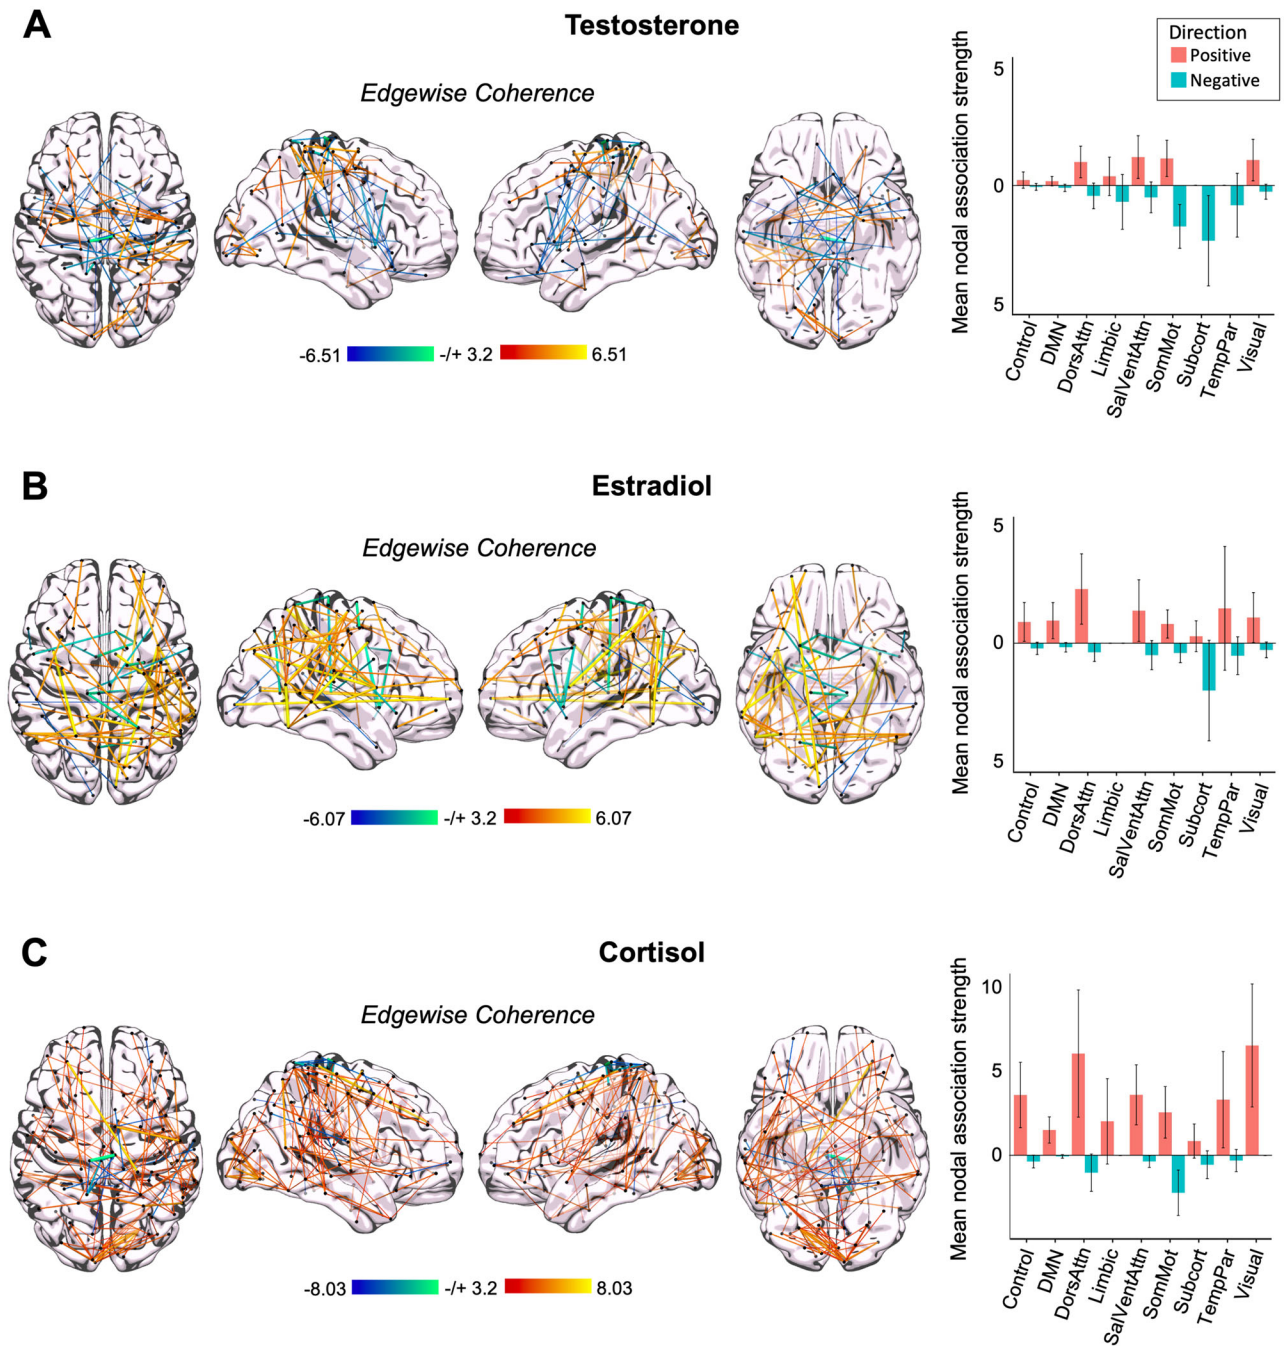 A
Testosterone
Edgewise Coherence
-6.51
-/+ 3.2
6.51
Direction
Positive
Negative
Mean nodal association strength
5
0
5
Control
DMN
DorsAttn
Limbic
SalVentAttn
SomMot
Subcort
TempPar
Visual
B
Estradiol
Edgewise Coherence
-6.07
-/+ 3.2
6.07
Mean nodal association strength
5
0
5
Control
DMN
DorsAttn
Limbic
SalVentAttn
SomMot
Subcort
TempPar
Visual
C
Cortisol
Edgewise Coherence
-8.03
-/+ 3.2
8.03
Mean nodal association strength
10
5
0
Control
DMN
DorsAttn
Limbic
SalVentAttn
SomMot
Subcort
TempPar
Visual